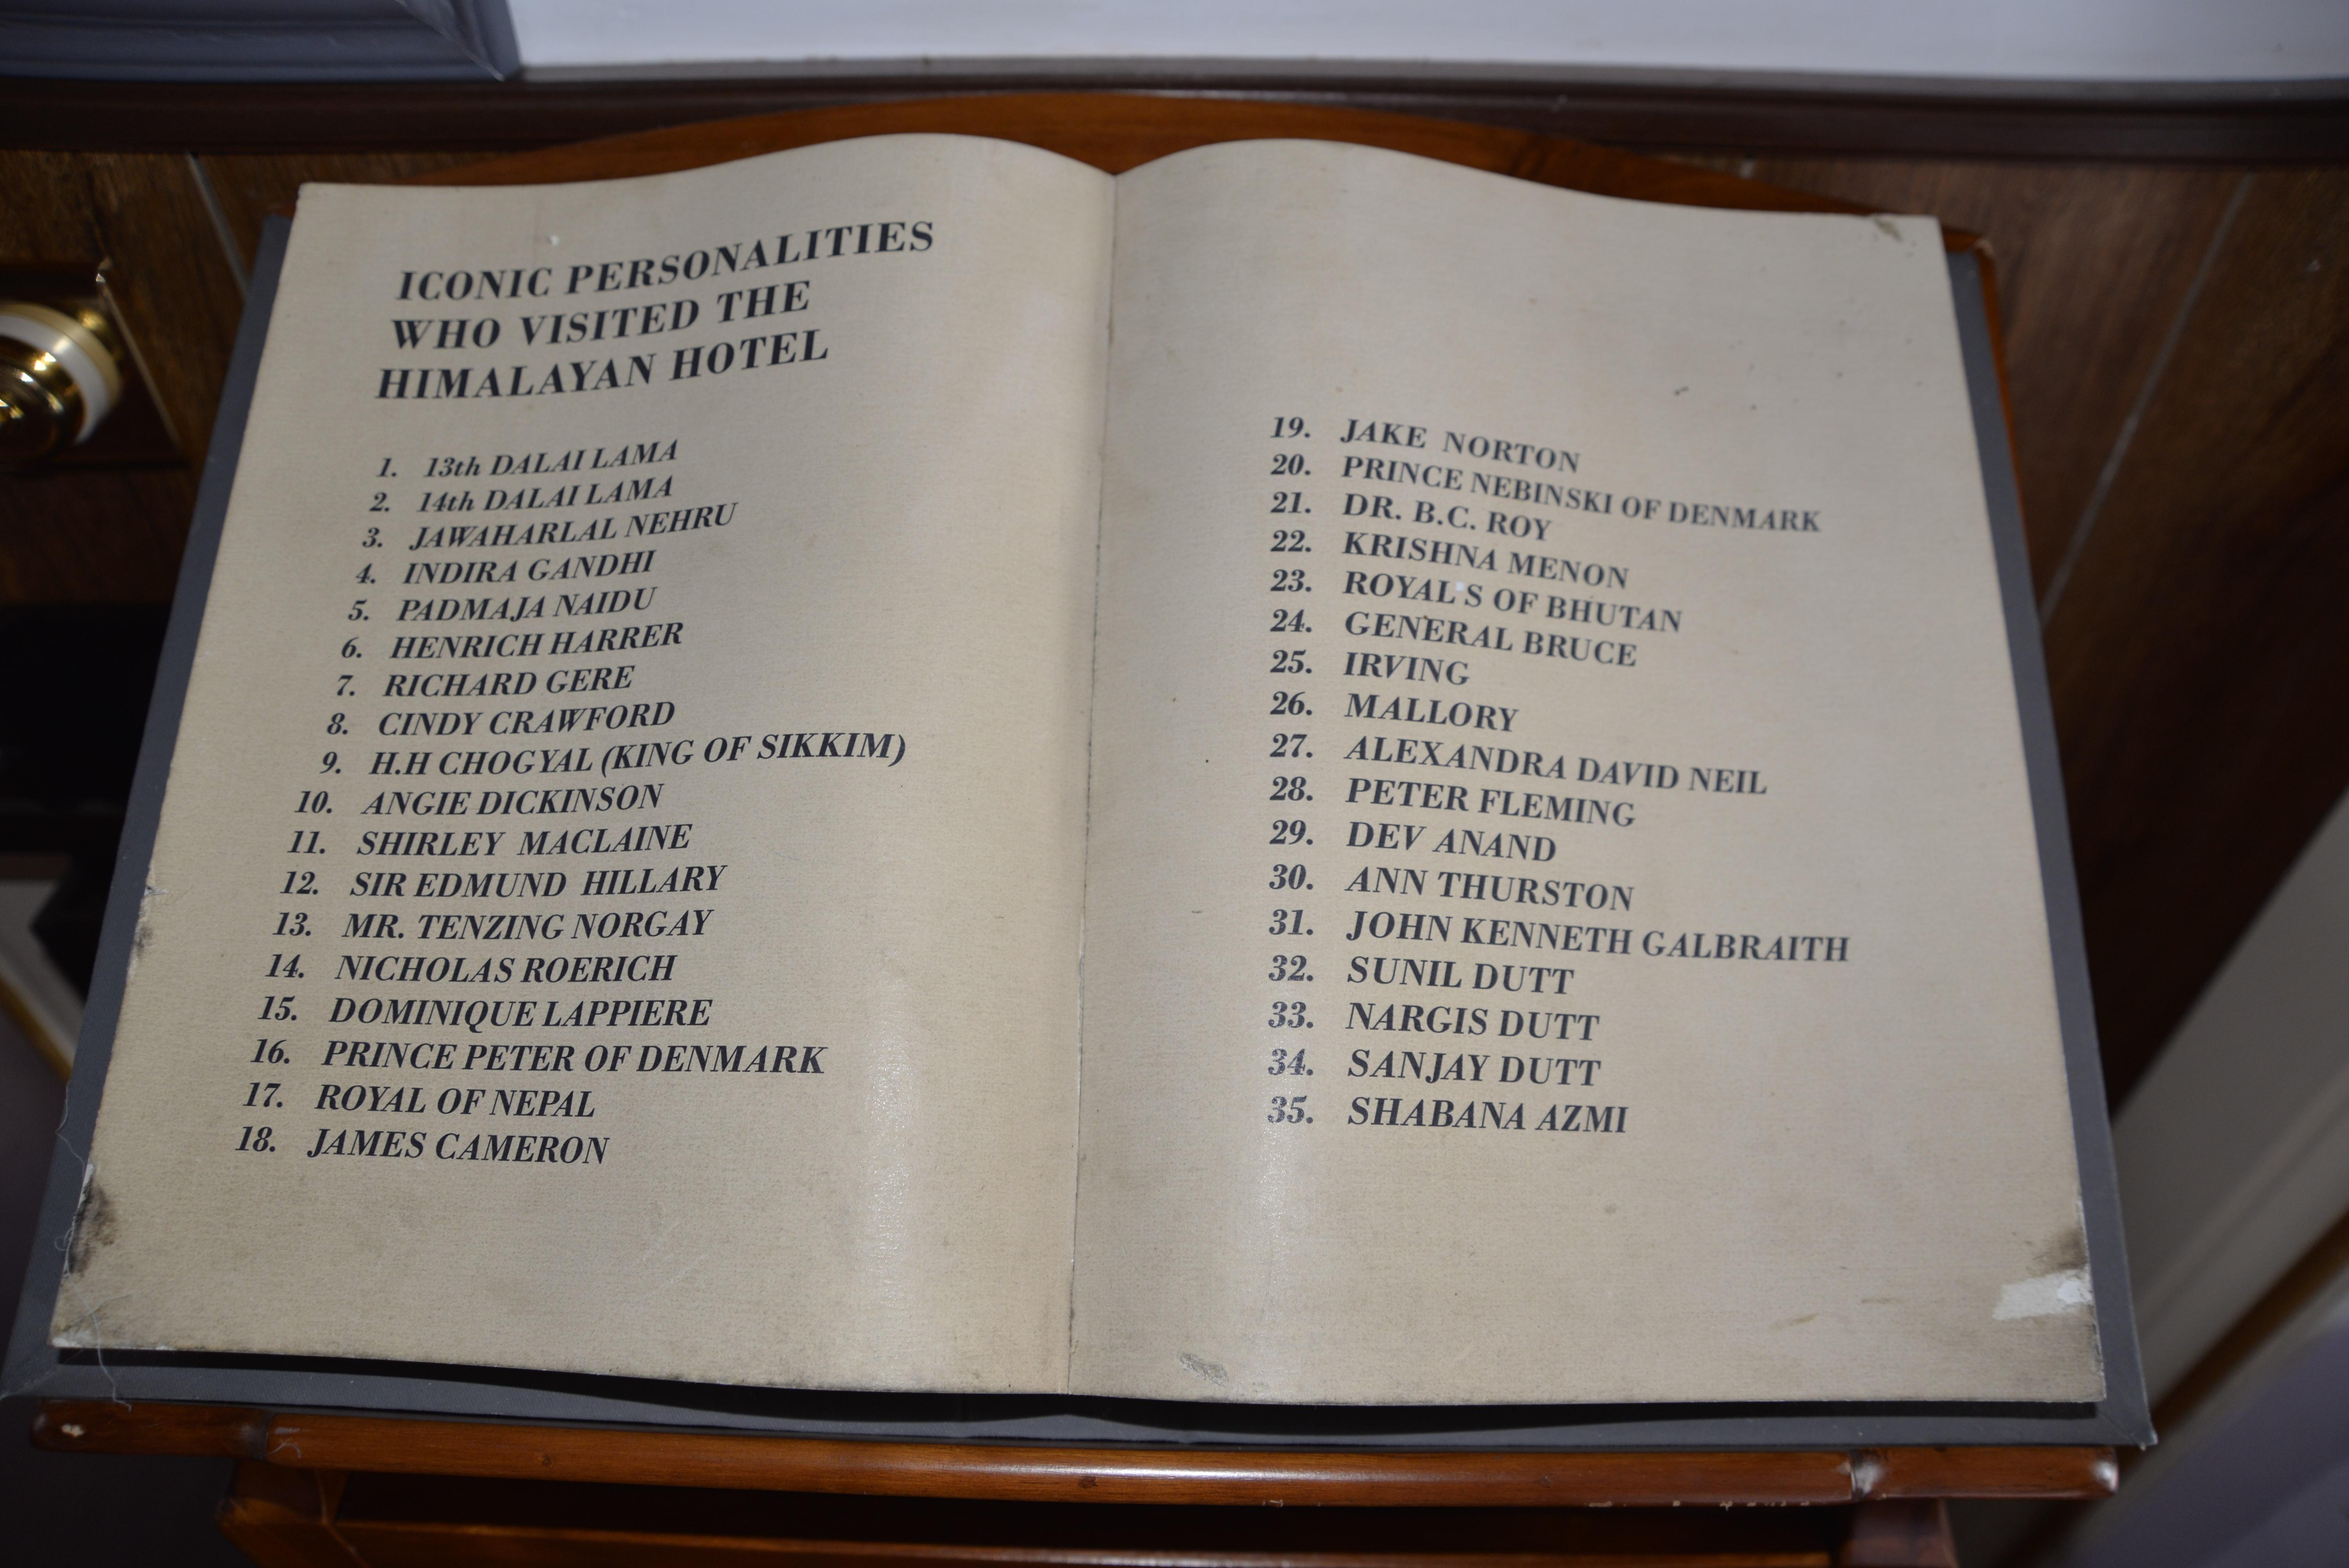 ICONIC PERSONALITIES
WHO VISITED THE
HIMALAYAN HOTEL
1. 13th DALAI LAMA
2. 14th DALAI LAMA
3. JAWAHARLAL NEHRU
4. INDIRA GANDHI
5. PADMAJA NAIDU
6. HENRICH HARRER
7. RICHARD GERE
8. CINDY CRAWFORD
9. H.H CHOGYAL (KING OF SIKKIM)
10. ANGIE DICKINSON
11. SHIRLEY MACLAINE
12. SIR EDMUND HILLARY
13. MR. TENZING NORGAY
14. NICHOLAS ROERICH
15. DOMINIQUE LAPPIERE
16. PRINCE PETER OF DENMARK
17. ROYAL OF NEPAL
18. JAMES CAMERON
19. JAKE NORTON
20. PRINCE NEBINSKI OF DENMARK
21. DR. B.C. ROY
22. KRISHNA MENON
23. ROYAL'S OF BHUTAN
24. GENERAL BRUCE
25. IRVING
26. MALLORY
27. ALEXANDRA DAVID NEIL
28. PETER FLEMING
29. DEV ANAND
30. ANN THURSTON
31. JOHN KENNETH GALBRAITH
32. SUNIL DUTT
33. NARGIS DUTT
34. SANJAY DUTT
35. SHABANA AZMI